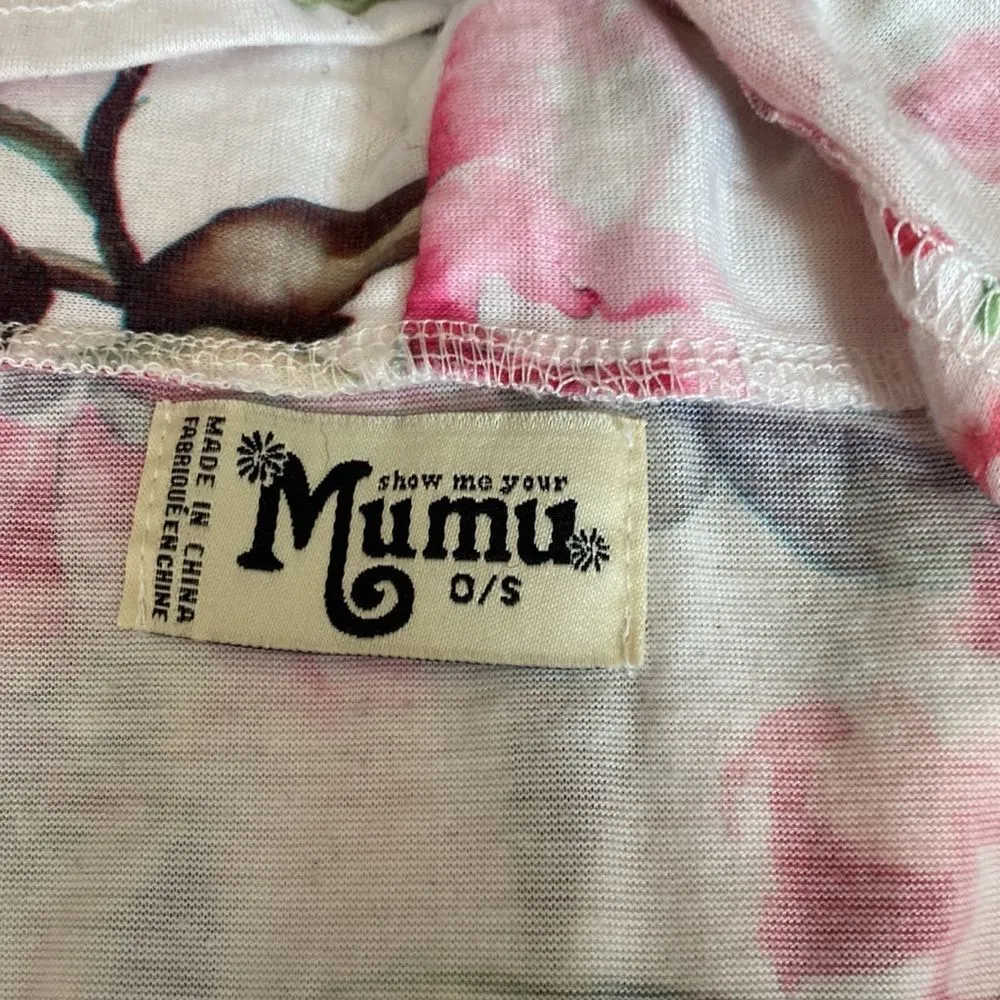 MADE IN CHINA
FABRIQUÉ EN CHINE
show me your
Mumu
O/S